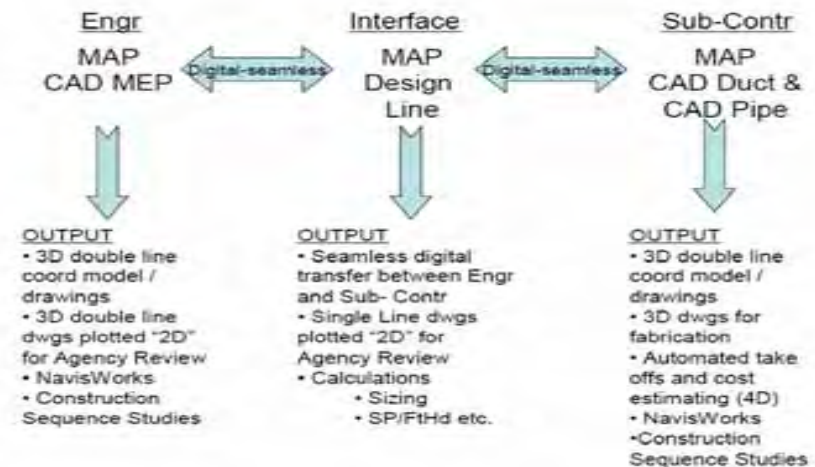 Engr
MAP
CAD MEP
Digital-seamless
Interface
MAP
Design
Line
Digital-seamless
Sub-Contr
MAP
CAD Duct &
CAD Pipe
OUTPUT
• 3D double line
coord model /
drawings
• 3D double line
dwgs plotted "2D"
for Agency Review
• NavisWorks
• Construction
Sequence Studies
OUTPUT
• Seamless digital
transfer between Engr
and Sub- Contr
• Single Line dwgs
plotted "2D" for
Agency Review
• Calculations
• Sizing
• SP/FtHd etc.
OUTPUT
• 3D double line
coord model /
drawings
• 3D dwgs for
fabrication
• Automated take
offs and cost
estimating (4D)
• NavisWorks
•Construction
Sequence Studies